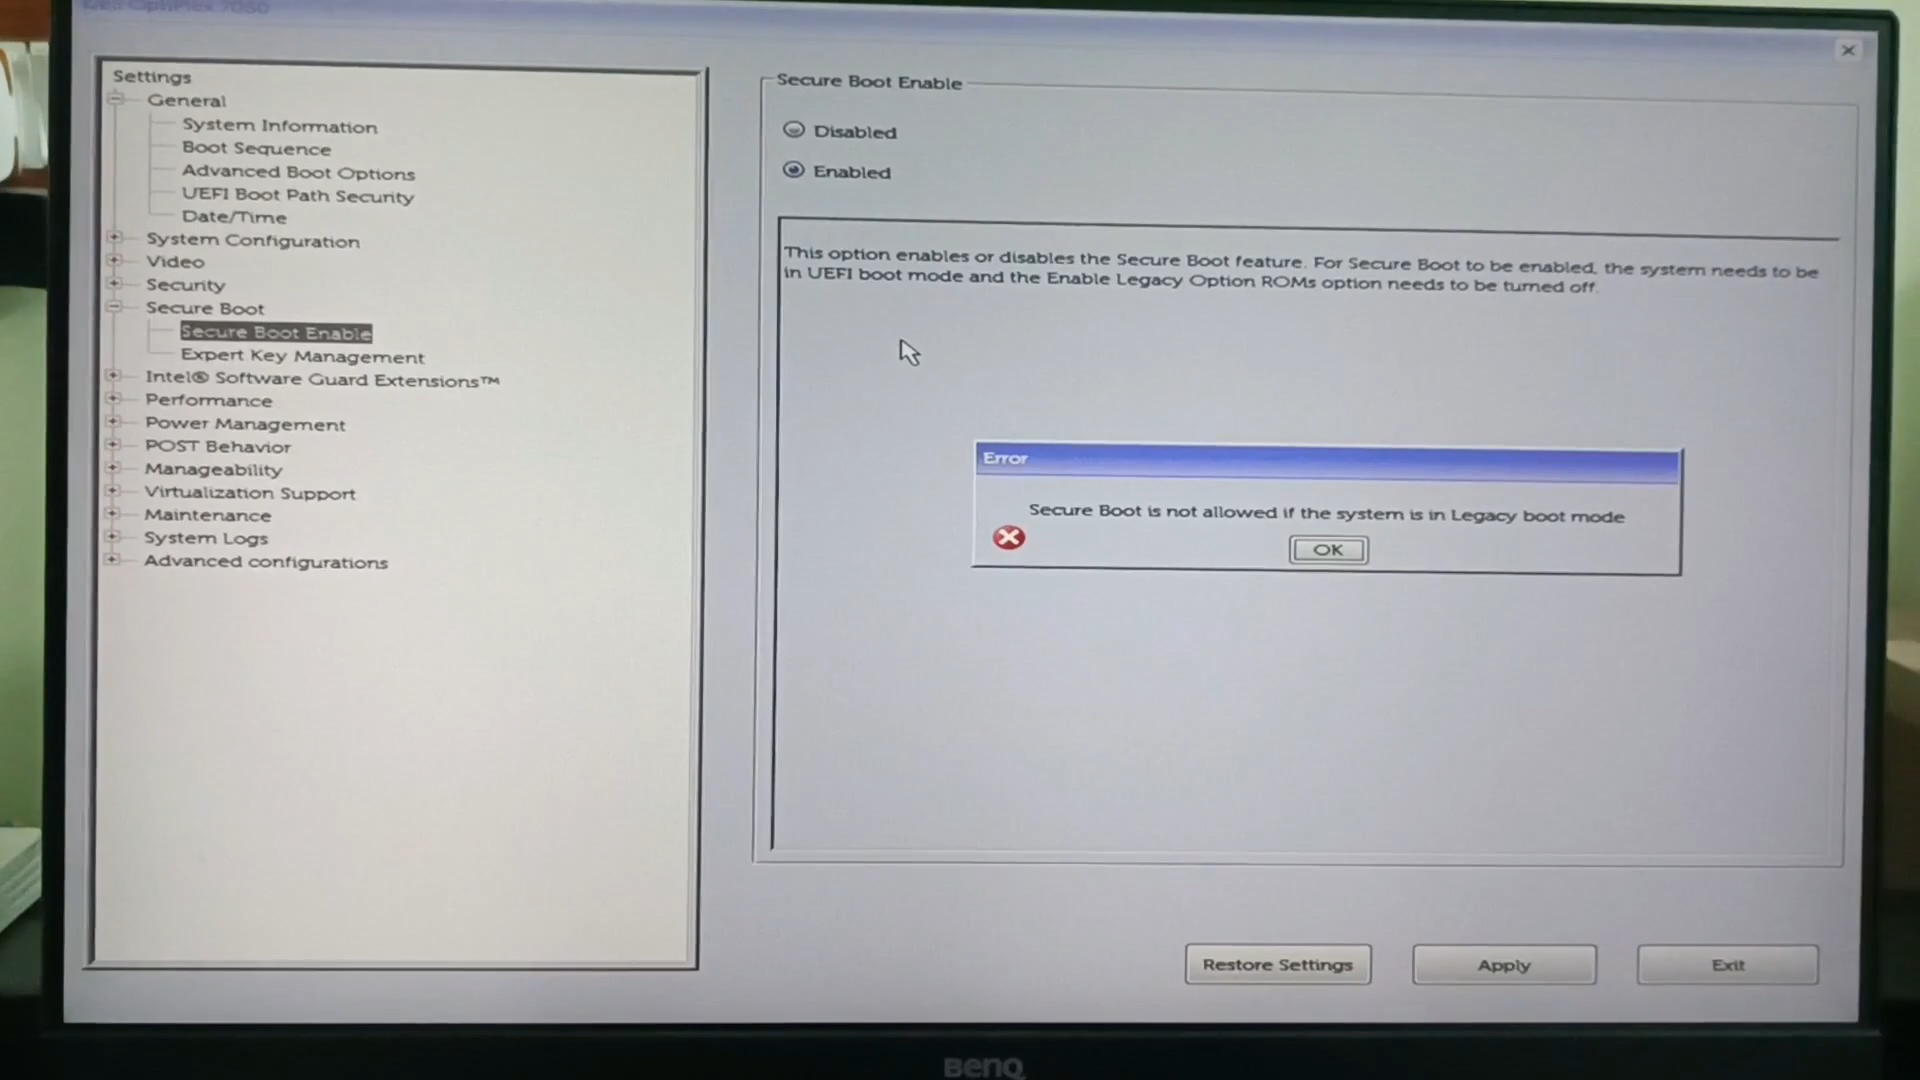 Dell OptiPlex 7050
Settings
General
System Information
Boot Sequence
Advanced Boot Options
UEFI Boot Path Security
Date/Time
System Configuration
Video
Security
Secure Boot
Secure Boot Enable
Expert Key Management
Intel® Software Guard Extensions™
Performance
Power Management
POST Behavior
Manageability
Virtualization Support
Maintenance
System Logs
Advanced configurations
Secure Boot Enable
Disabled
Enabled
This option enables or disables the Secure Boot feature. For Secure Boot to be enabled, the system needs to be
in UEFI boot mode and the Enable Legacy Option ROMs option needs to be turned off.
Error
Secure Boot is not allowed if the system is in Legacy boot mode
OK
Restore Settings
Apply
Exit
BenQ